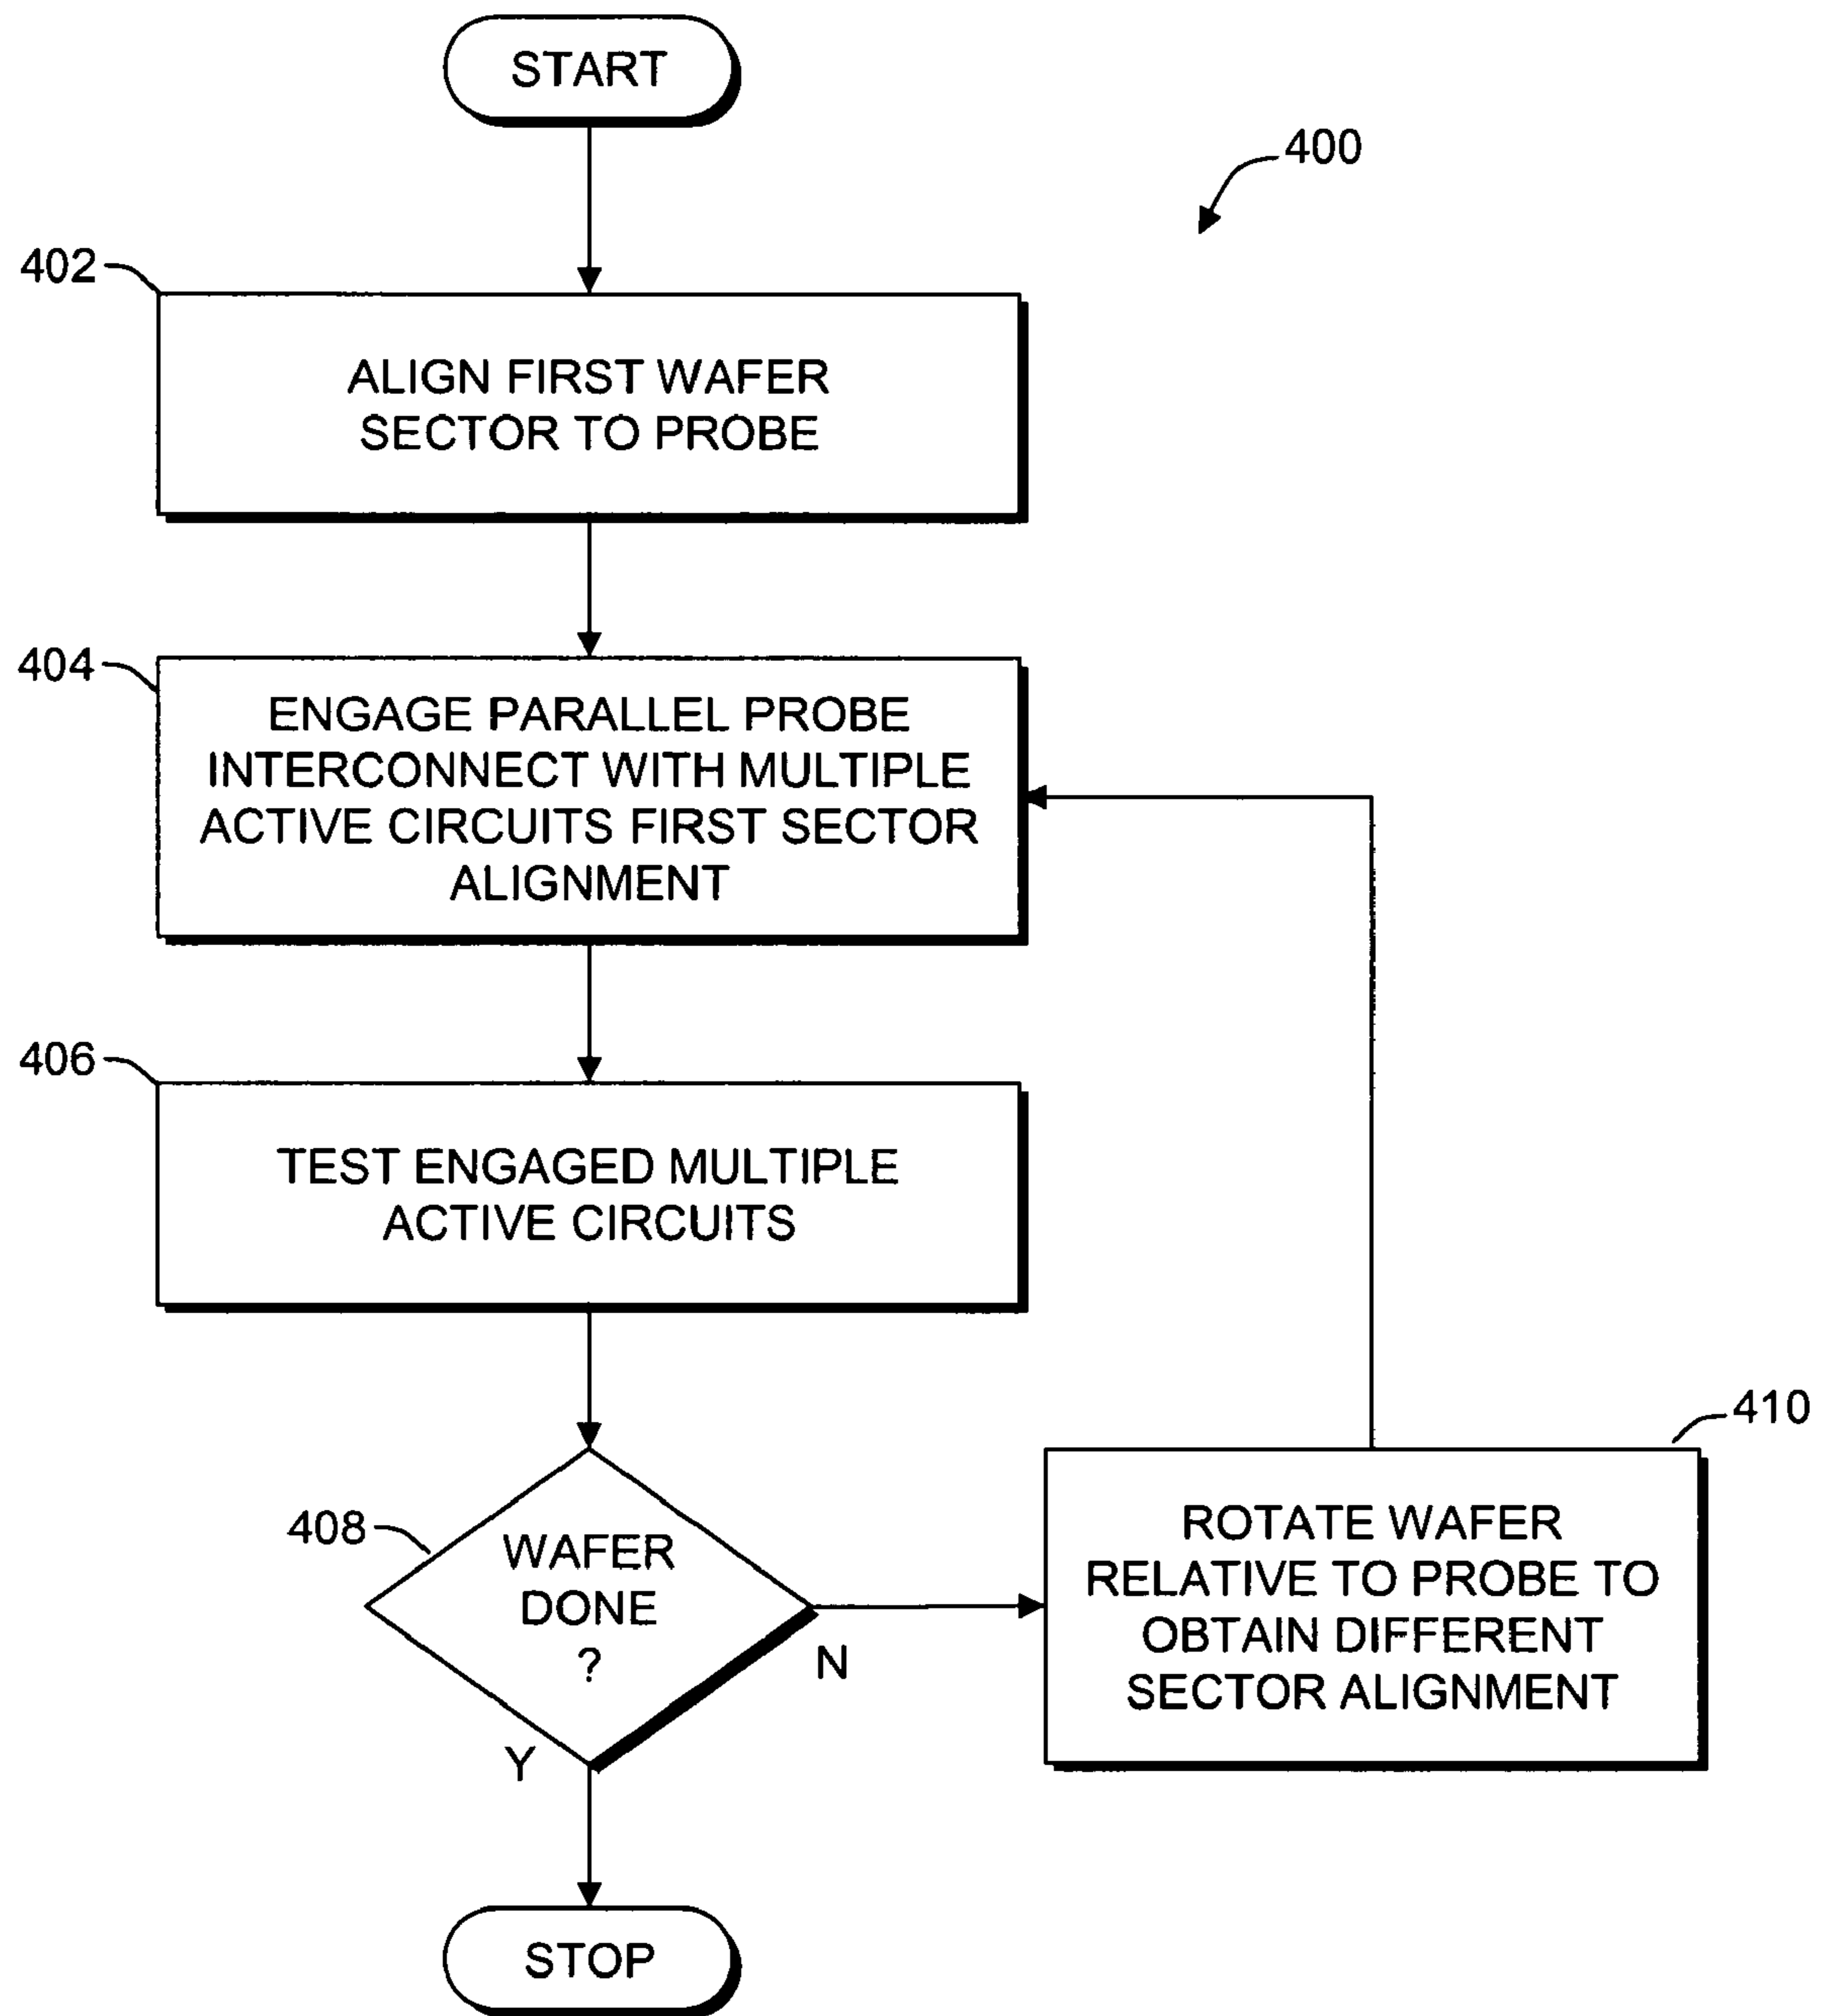 START
400
402
ALIGN FIRST WAFER
SECTOR TO PROBE
404
ENGAGE PARALLEL PROBE
INTERCONNECT WITH MULTIPLE
ACTIVE CIRCUITS FIRST SECTOR
ALIGNMENT
406
TEST ENGAGED MULTIPLE
ACTIVE CIRCUITS
408
WAFER
DONE
?
N
Y
410
ROTATE WAFER
RELATIVE TO PROBE TO
OBTAIN DIFFERENT
SECTOR ALIGNMENT
STOP